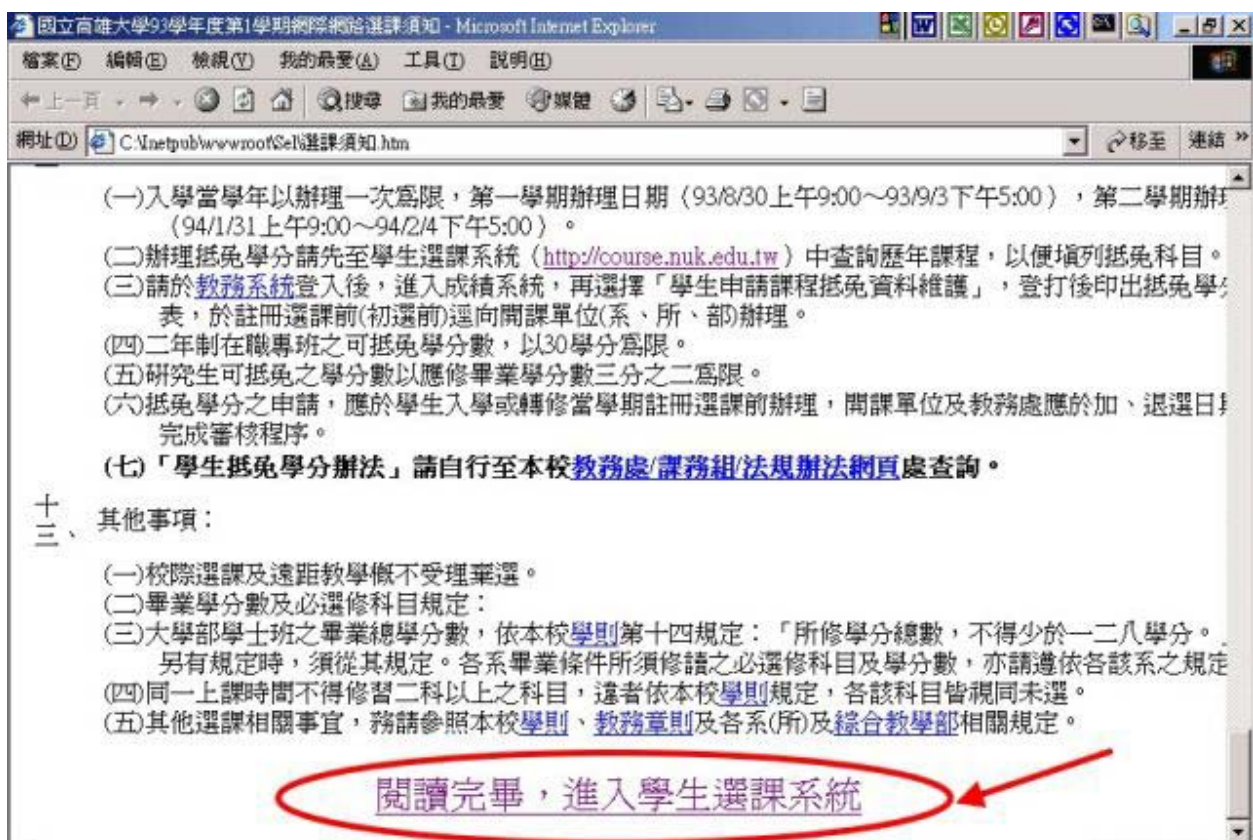 國立高雄大學93學年度第1學期網際網路選課須知 - Microsoft Internet Explorer
檔案(F) 編輯(E) 檢視(V) 我的最愛(A) 工具(T) 說明(H)
上一頁 搜尋 我的最愛 媒體
網址(D) C:\Inetpub\wwwroot\Sel\選課須知.htm 移至 連結 »
(一)入學當學年以辦理一次為限，第一學期辦理日期（93/8/30上午9:00～93/9/3下午5:00），第二學期辦理
（94/1/31上午9:00～94/2/4下午5:00）。
(二)辦理抵免學分請先至學生選課系統（http://course.nuk.edu.tw）中查詢歷年課程，以便填列抵免科目。
(三)請於教務系統登入後，進入成績系統，再選擇「學生申請課程抵免資料維護」，登打後印出抵免學分
表，於註冊選課前(初選前)逕向開課單位(系、所、部)辦理。
(四)二年制在職專班之可抵免學分數，以30學分為限。
(五)研究生可抵免之學分數以應修畢業學分數三分之二為限。
(六)抵免學分之申請，應於學生入學或轉修當學期註冊選課前辦理，開課單位及教務處應於加、退選日期
完成審核程序。
(七)「學生抵免學分辦法」請自行至本校教務處/課務組/法規辦法網頁處查詢。
十三、 其他事項：
(一)校際選課及遠距教學概不受理棄選。
(二)畢業學分數及必選修科目規定：
(三)大學部學士班之畢業總學分數，依本校學則第十四規定：「所修學分總數，不得少於一二八學分。」
另有規定時，須從其規定。各系畢業條件所須修讀之必選修科目及學分數，亦請遵依各該系之規定
(四)同一上課時間不得修習二科以上之科目，違者依本校學則規定，各該科目皆視同未選。
(五)其他選課相關事宜，務請參照本校學則、教務章則及各系(所)及綜合教學部相關規定。
閱讀完畢，進入學生選課系統